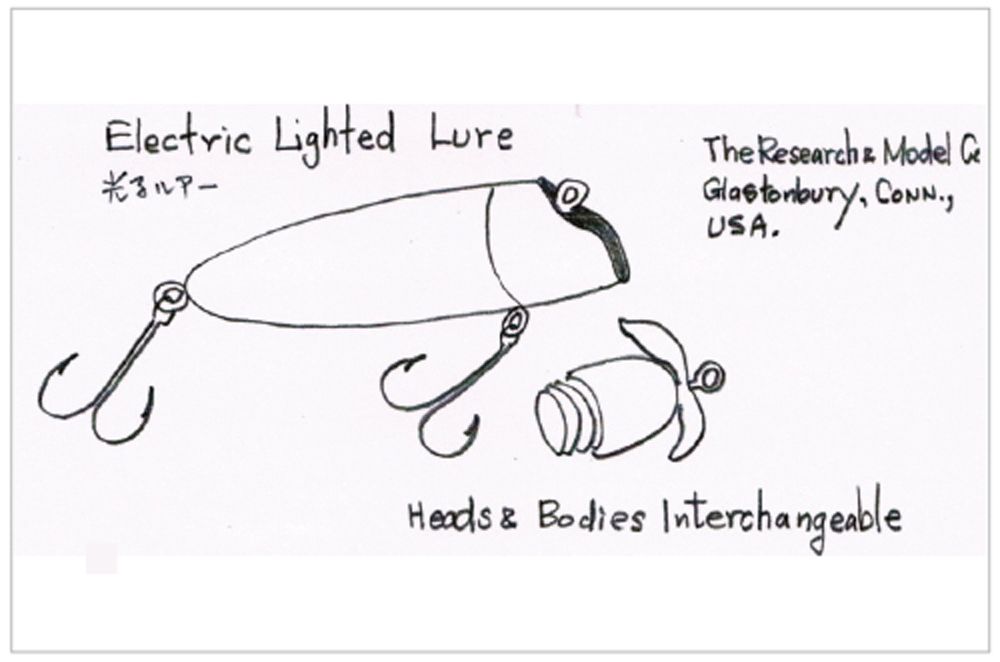 Electric Lighted Lure
光るルアー
The Research & Model Co
Glastonbury, CONN.,
USA.
Heads & Bodies Interchangeable